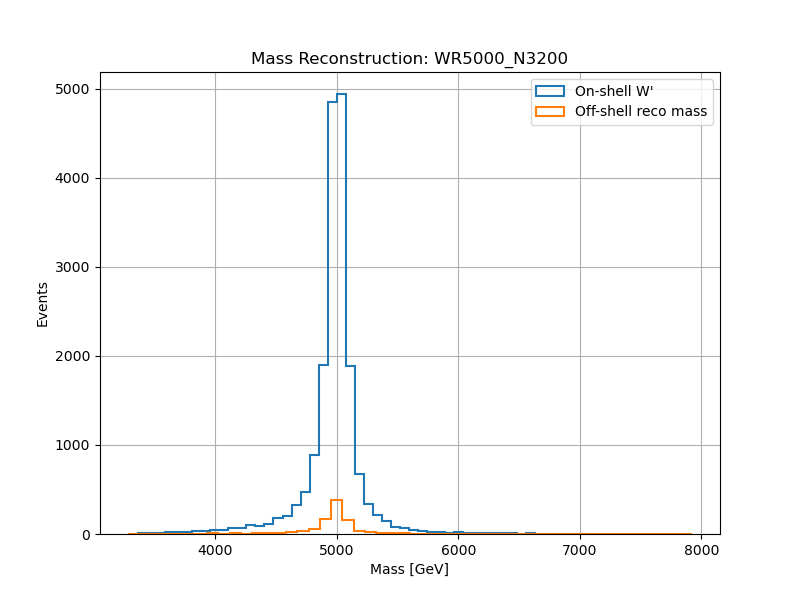 Mass Reconstruction: WR5000_N3200
On-shell W'
Off-shell reco mass
5000
4000
3000
2000
1000
0
Events
4000 5000 6000 7000 8000
Mass [GeV]